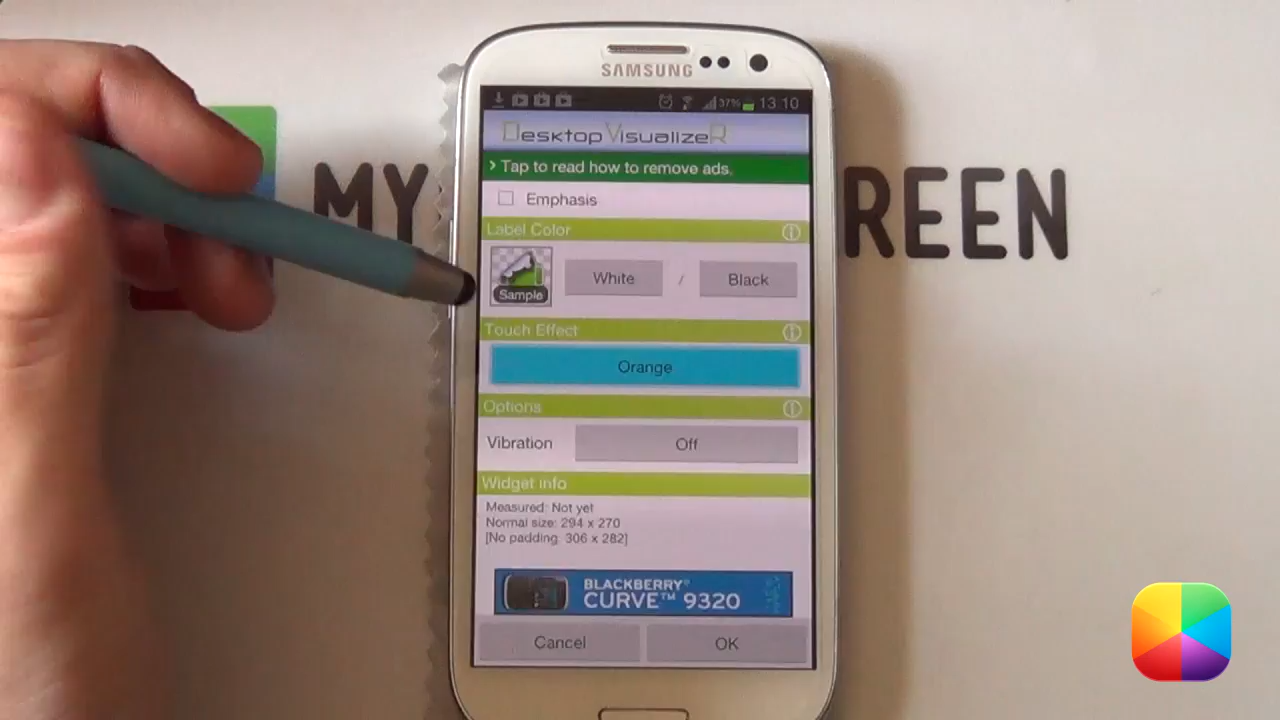 SAMSUNG
37% 13:10
DesktopVisualizeR
› Tap to read how to remove ads.
Emphasis
MY
REEN
Label Color
Sample
White / Black
Touch Effect
Orange
Options
Vibration Off
Widget info
Measured: Not yet
Normal size: 294 x 270
[No padding: 306 x 282]
BLACKBERRY®
CURVE™ 9320
Cancel OK